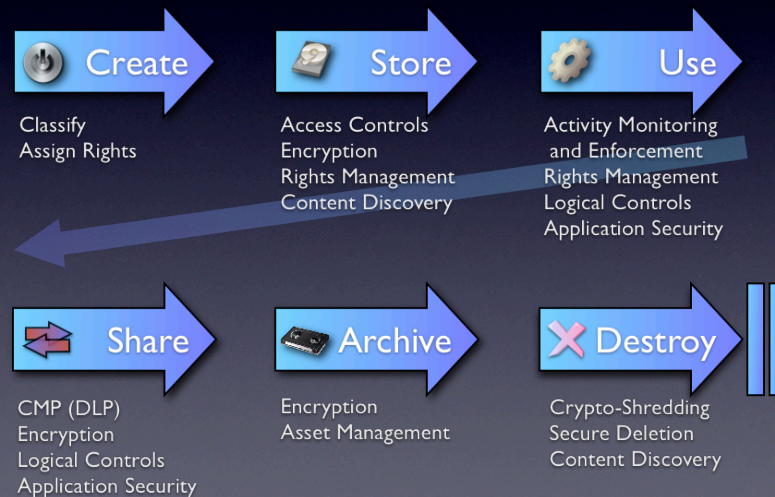 Create
Classify
Assign Rights
Store
Access Controls
Encryption
Rights Management
Content Discovery
Use
Activity Monitoring
and Enforcement
Rights Management
Logical Controls
Application Security
Share
CMP (DLP)
Encryption
Logical Controls
Application Security
Archive
Encryption
Asset Management
Destroy
Crypto-Shredding
Secure Deletion
Content Discovery